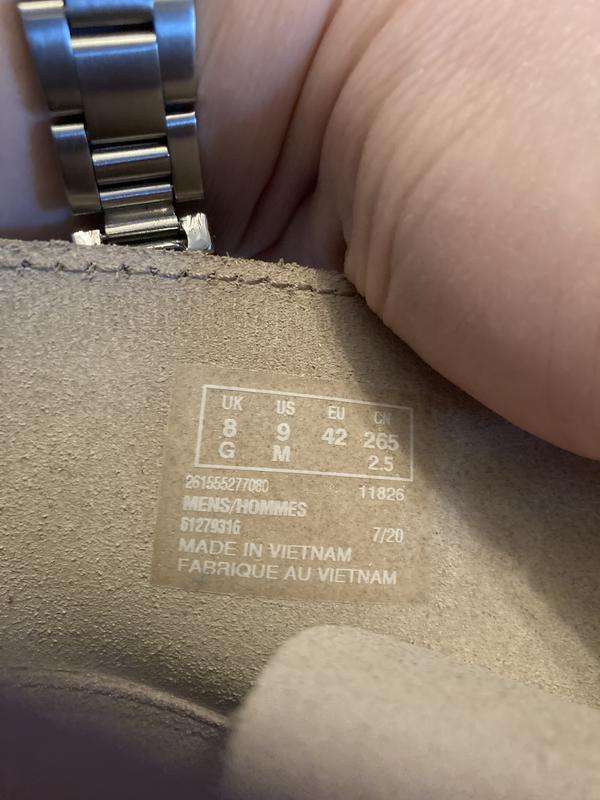 UK US EU CN
8 9 42 265
G M 2.5
261555277080 11826
MENS/HOMMES
61279316 7/20
MADE IN VIETNAM
FABRIQUE AU VIETNAM